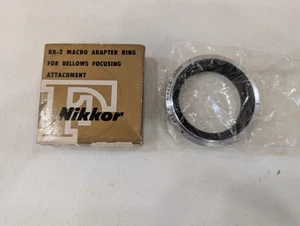 BR-2 MACRO ADAPTER RING
FOR BELLOWS FOCUSING
ATTACHMENT
F
Nikkor